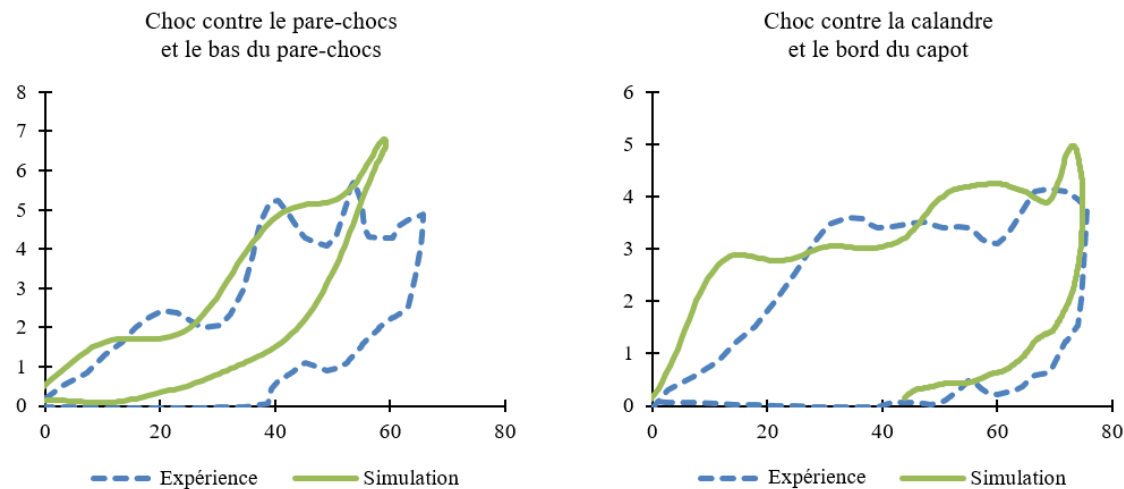 Choc contre le pare-chocs
et le bas du pare-chocs
8
7
6
5
4
3
2
1
0
0 20 40 60 80
Expérience Simulation
Choc contre la calandre
et le bord du capot
6
5
4
3
2
1
0
0 20 40 60 80
Expérience Simulation